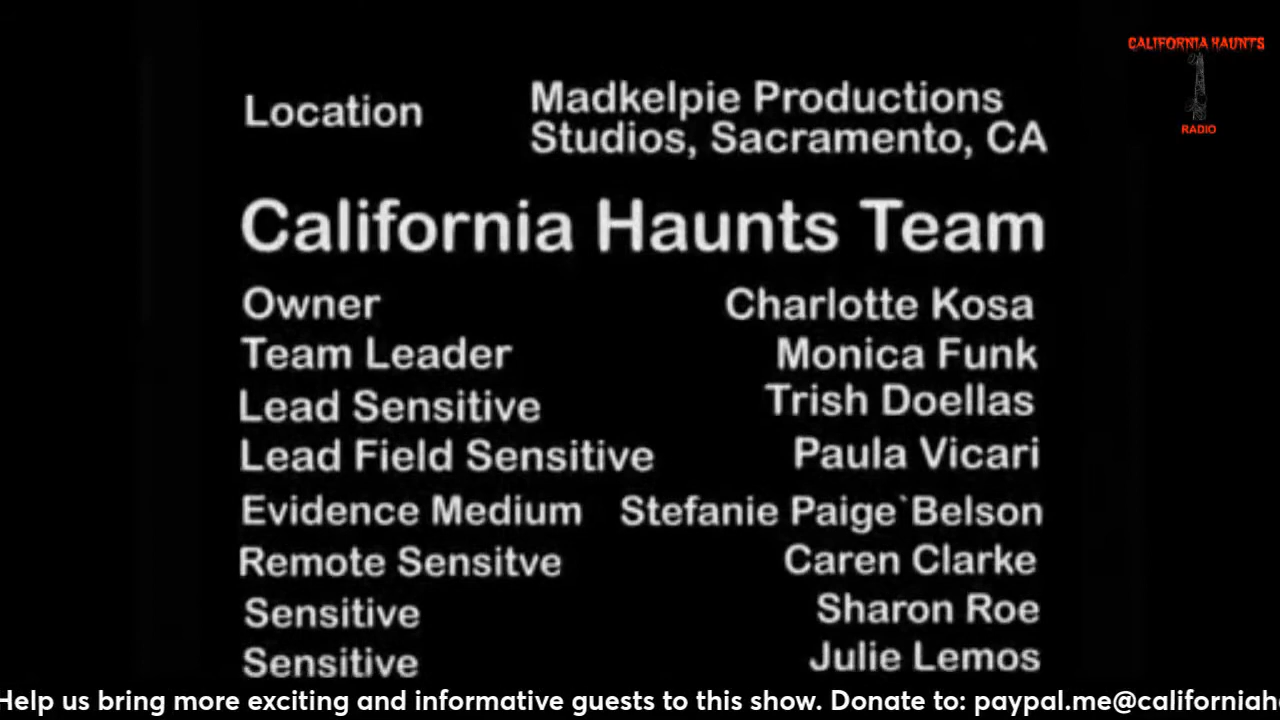 CALIFORNIA HAUNTS
RADIO
Location Madkelpie Productions
Studios, Sacramento, CA
California Haunts Team
Owner Charlotte Kosa
Team Leader Monica Funk
Lead Sensitive Trish Doellas
Lead Field Sensitive Paula Vicari
Evidence Medium Stefanie Paige`Belson
Remote Sensitve Caren Clarke
Sensitive Sharon Roe
Sensitive Julie Lemos
Help us bring more exciting and informative guests to this show. Donate to: paypal.me@californiah